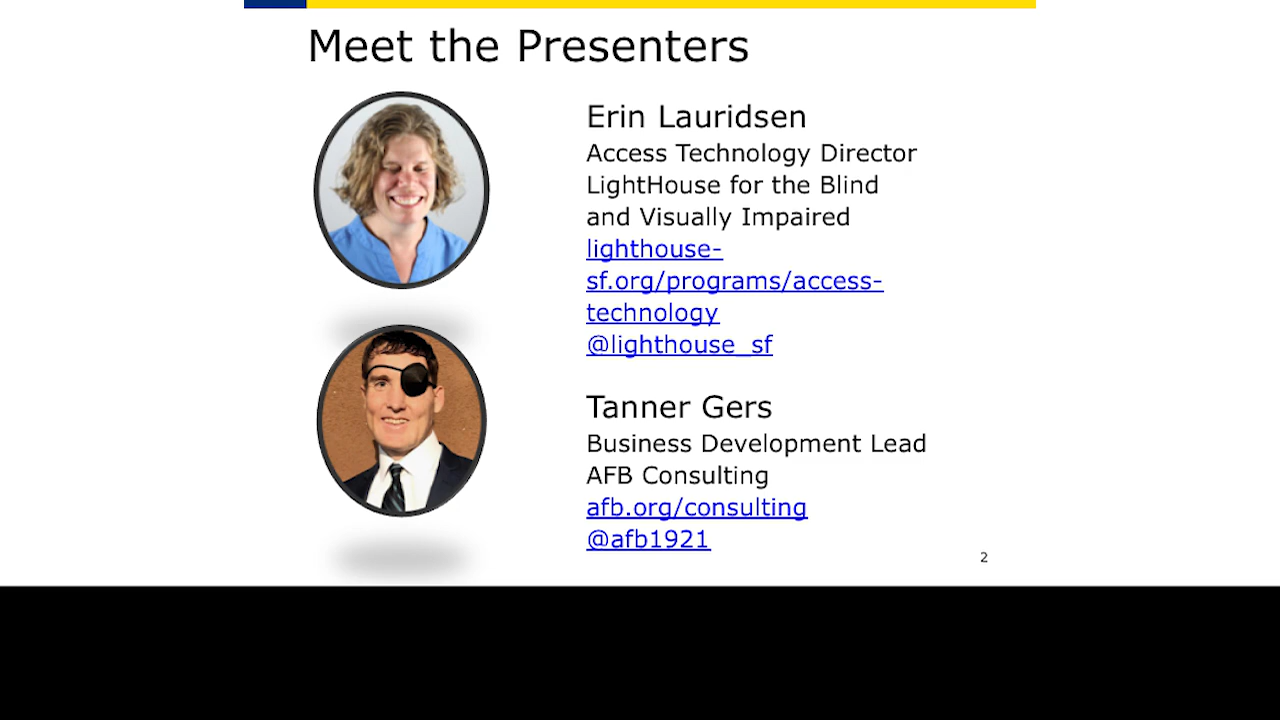 Meet the Presenters
Erin Lauridsen
Access Technology Director
LightHouse for the Blind
and Visually Impaired
lighthouse-
sf.org/programs/access-
technology
@lighthouse_sf
Tanner Gers
Business Development Lead
AFB Consulting
afb.org/consulting
@afb1921
2